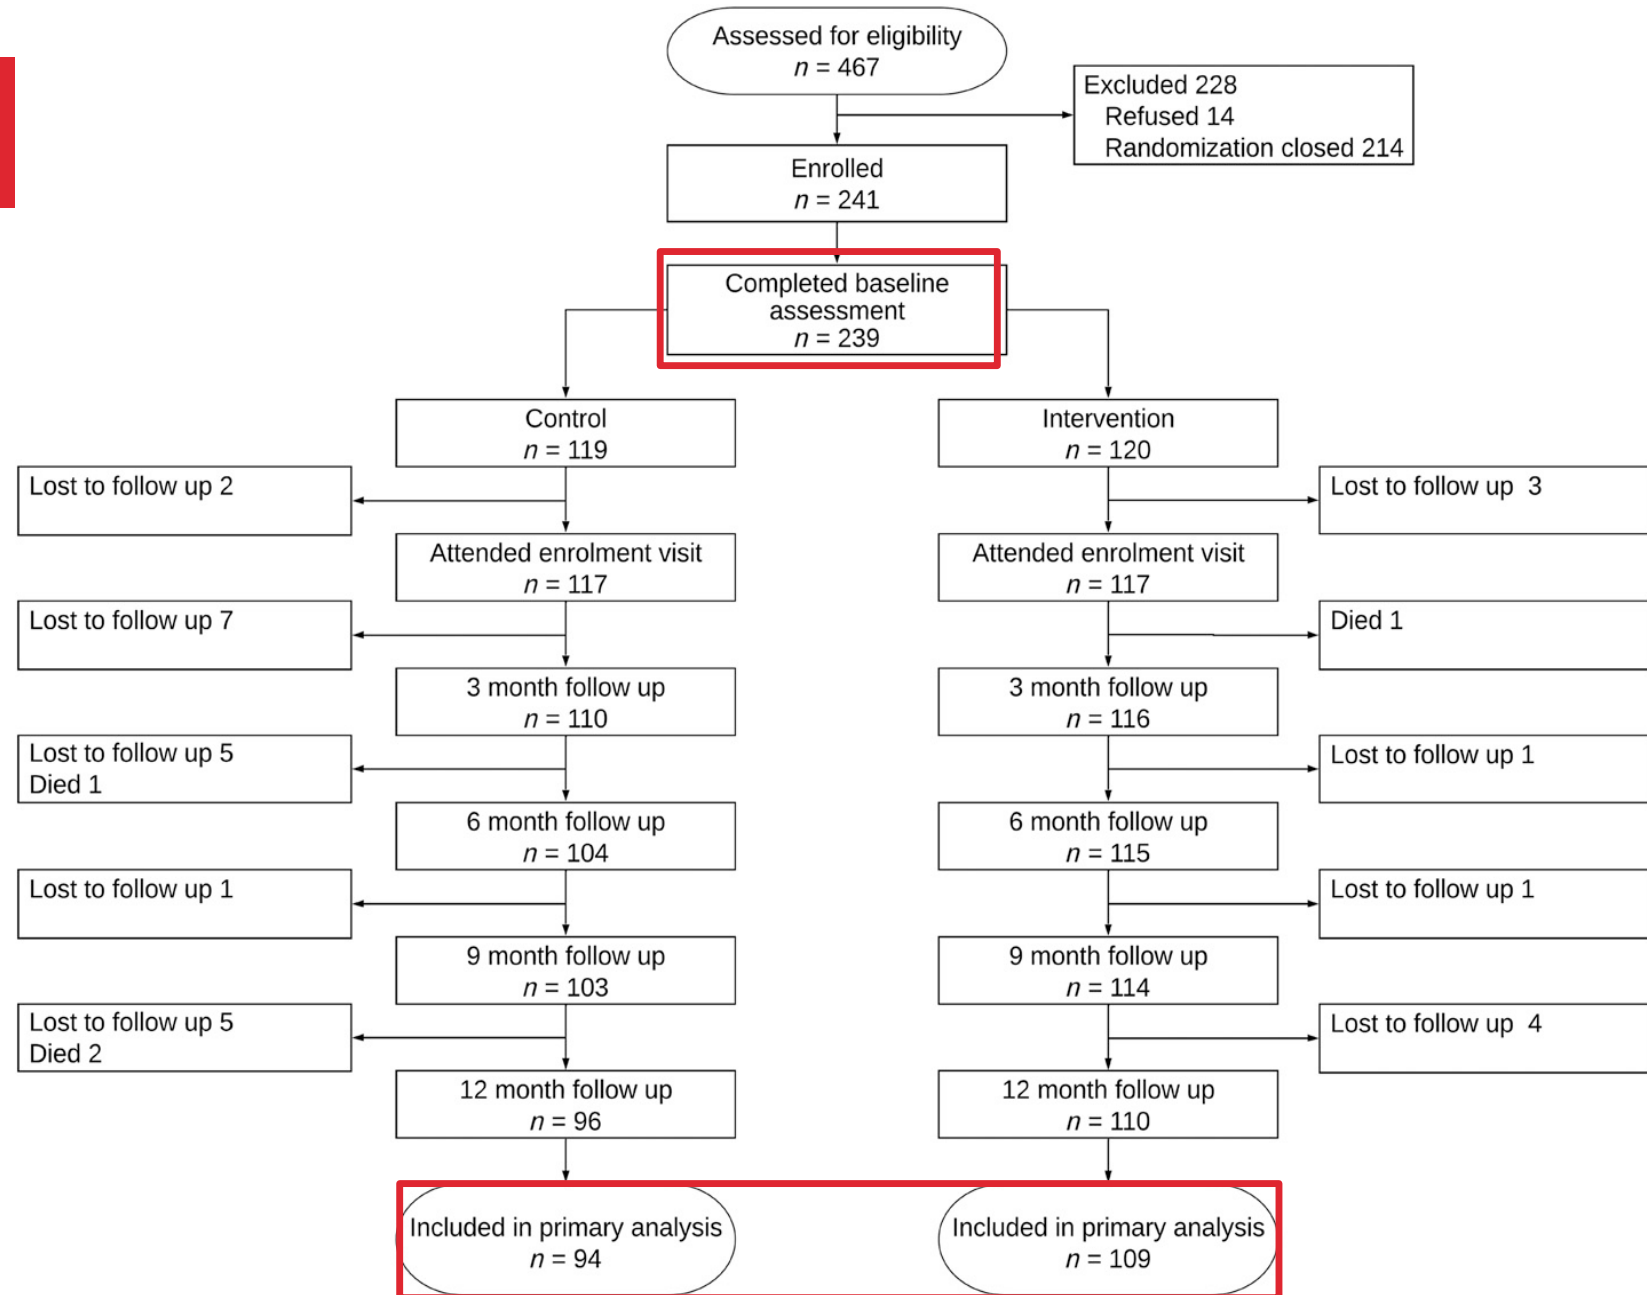 Assessed for eligibility
n = 467
Excluded 228
Refused 14
Randomization closed 214
Enrolled
n = 241
Completed baseline
assessment
n = 239
Control
n = 119
Intervention
n = 120
Lost to follow up 2
Lost to follow up  3
Attended enrolment visit
n = 117
Attended enrolment visit
n = 117
Lost to follow up 7
Died 1
3 month follow up
n = 110
3 month follow up
n = 116
Lost to follow up 5
Died 1
Lost to follow up 1
6 month follow up
n = 104
6 month follow up
n = 115
Lost to follow up 1
Lost to follow up 1
9 month follow up
n = 103
9 month follow up
n = 114
Lost to follow up 5
Died 2
Lost to follow up  4
12 month follow up
n = 96
12 month follow up
n = 110
Included in primary analysis
n = 94
Included in primary analysis
n = 109